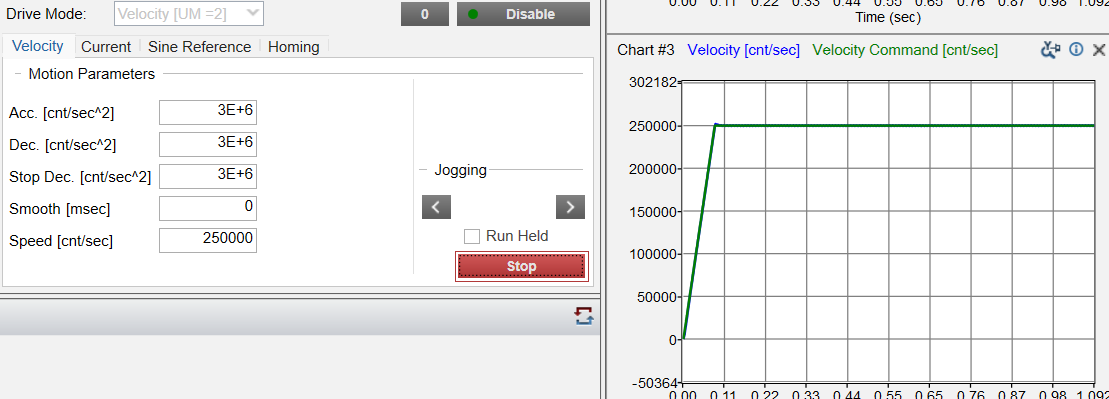 Drive Mode: Velocity [UM =2] 0 Disable
Velocity Current Sine Reference Homing
Motion Parameters
Acc. [cnt/sec^2] 3E+6
Dec. [cnt/sec^2] 3E+6
Stop Dec. [cnt/sec^2] 3E+6
Smooth [msec] 0
Speed [cnt/sec] 250000
Jogging
< >
Run Held
Stop
0.00 0.11 0.22 0.33 0.44 0.55 0.65 0.76 0.87 0.98 1.092
Time (sec)
Chart #3 Velocity [cnt/sec] Velocity Command [cnt/sec]
302182
250000
200000
150000
100000
50000
0
-50364
0.00 0.11 0.22 0.33 0.44 0.55 0.65 0.76 0.87 0.98 1.092